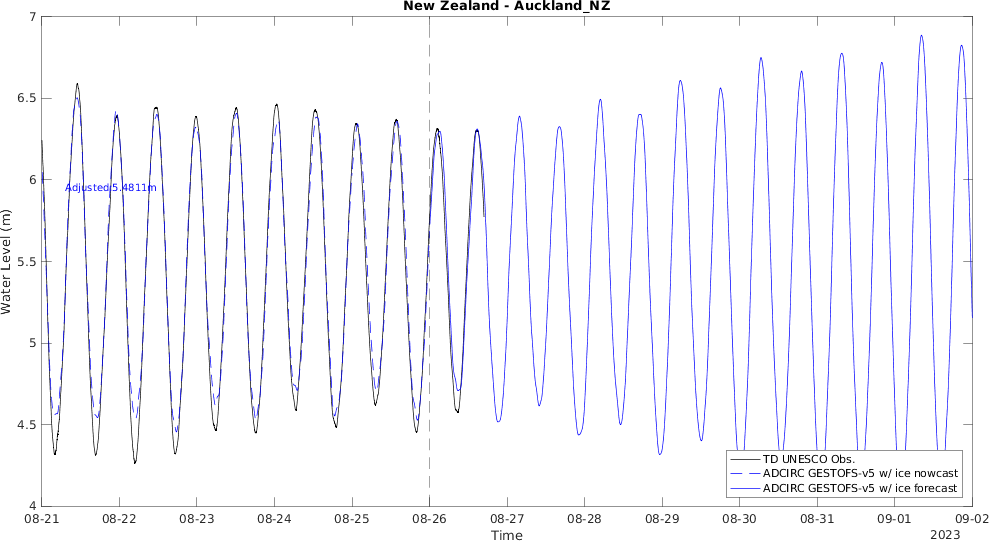 New Zealand - Auckland_NZ
7
6.5
6
5.5
5
4.5
4
Water Level (m)
Adjusted:5.4811m
TD UNESCO Obs.
ADCIRC GESTOFS-v5 w/ ice nowcast
ADCIRC GESTOFS-v5 w/ ice forecast
08-21 08-22 08-23 08-24 08-25 08-26 08-27 08-28 08-29 08-30 08-31 09-01 09-02
Time
2023